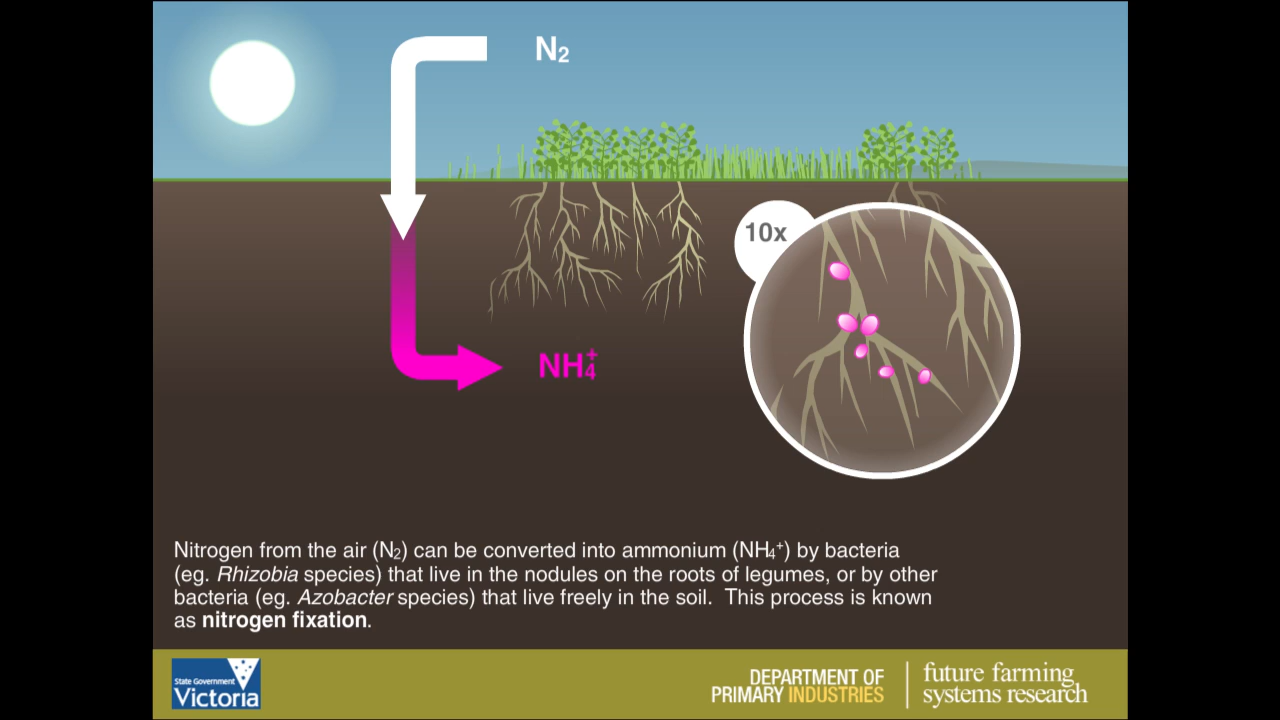 N₂
10x
NH₄⁺
Nitrogen from the air (N₂) can be converted into ammonium (NH₄⁺) by bacteria
(eg. Rhizobia species) that live in the nodules on the roots of legumes, or by other
bacteria (eg. Azobacter species) that live freely in the soil.  This process is known
as nitrogen fixation.
State Government
Victoria
DEPARTMENT OF
PRIMARY INDUSTRIES
future farming
systems research